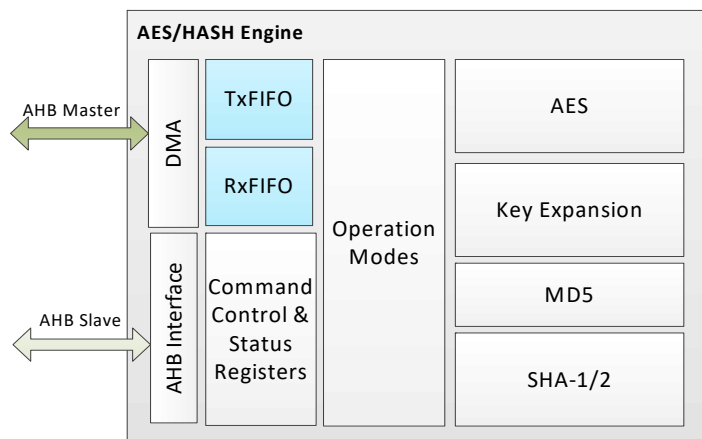 AES/HASH Engine
AHB Master
DMA
TxFIFO
RxFIFO
AHB Slave
AHB Interface
Command
Control &
Status
Registers
Operation
Modes
AES
Key Expansion
MD5
SHA-1/2